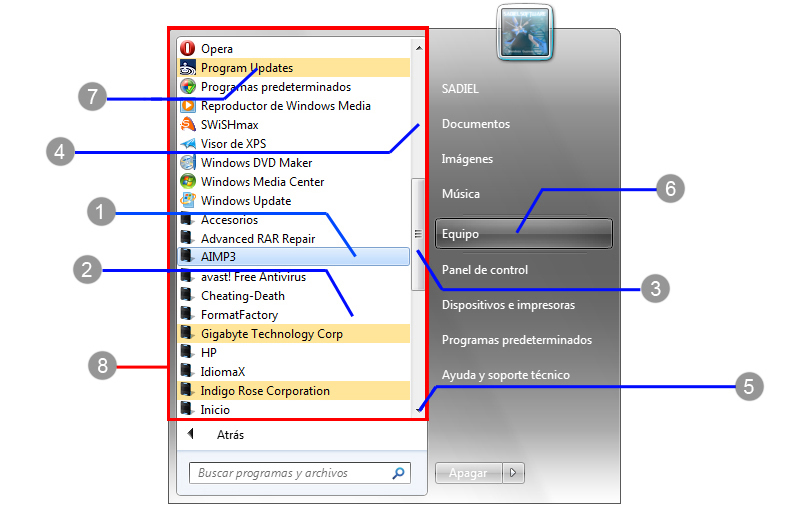 Opera
Program Updates
Programas predeterminados
Reproductor de Windows Media
SWiSHmax
Visor de XPS
Windows DVD Maker
Windows Media Center
Windows Update
Accesorios
Advanced RAR Repair
AIMP3
avast! Free Antivirus
Cheating-Death
FormatFactory
Gigabyte Technology Corp
HP
IdiomaX
Indigo Rose Corporation
Inicio
Atrás
Buscar programas y archivos
SADIEL
Documentos
Imágenes
Música
Equipo
Panel de control
Dispositivos e impresoras
Programas predeterminados
Ayuda y soporte técnico
Apagar
7
4
1
2
8
6
3
5